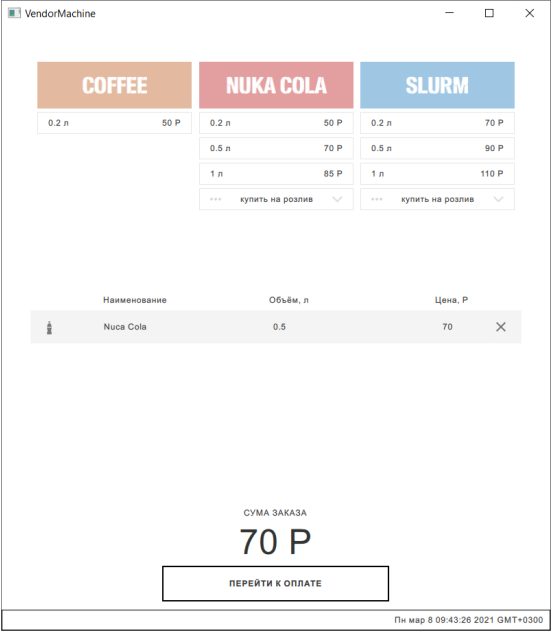 VendorMachine
COFFEE NUKA COLA SLURM
0.2 л 50 Р 0.2 л 50 Р 0.2 л 70 Р
0.5 л 70 Р 0.5 л 90 Р
1 л 85 Р 1 л 110 Р
купить на розлив купить на розлив
Наименование Объём, л Цена, Р
Nuca Cola 0.5 70
СУМА ЗАКАЗА
70 Р
ПЕРЕЙТИ К ОПЛАТЕ
Пн мар 8 09:43:26 2021 GMT+0300